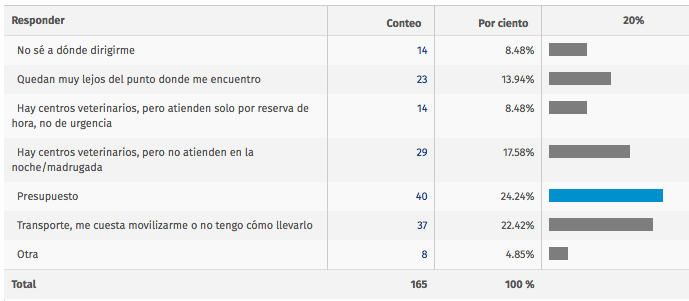 Responder Conteo Por ciento 20%
No sé a dónde dirigirme 14 8.48%
Quedan muy lejos del punto donde me encuentro 23 13.94%
Hay centros veterinarios, pero atienden solo por reserva de
hora, no de urgencia 14 8.48%
Hay centros veterinarios, pero no atienden en la
noche/madrugada 29 17.58%
Presupuesto 40 24.24%
Transporte, me cuesta movilizarme o no tengo cómo llevarlo 37 22.42%
Otra 8 4.85%
Total 165 100 %